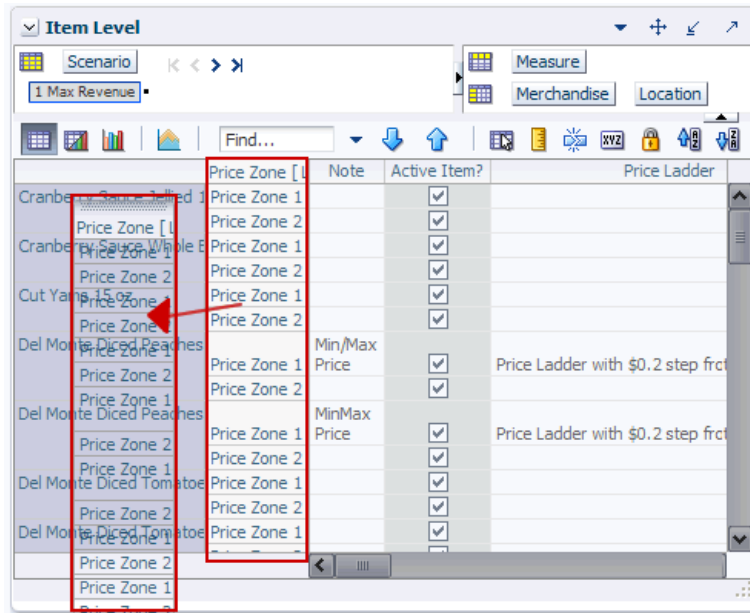 Item Level
Scenario
1 Max Revenue
Measure
Merchandise Location
Find...
XYZ
Price Zone [ L Note Active Item? Price Ladder
Cranberry Sauce Jellied 1 Price Zone 1
Price Zone 2
Cranberry Sauce Whole B Price Zone 1
Price Zone 2
Cut Yams 15 oz Price Zone 1
Price Zone 2
Del Monte Diced Peaches Min/Max
Price Zone 1 Price Price Ladder with $0.2 step frct
Price Zone 2
Del Monte Diced Peaches MinMax
Price Zone 1 Price Price Ladder with $0.2 step frct
Price Zone 2
Del Monte Diced Tomatoe Price Zone 1
Price Zone 2
Del Monte Diced Tomatoe Price Zone 1
Price Zone [ L
Price Zone 1
Price Zone 2
Price Zone 1
Price Zone 2
Price Zone 1
Price Zone 2
Price Zone 1
Price Zone 2
Price Zone 1
Price Zone 2
Price Zone 1
Price Zone 2
Price Zone 1